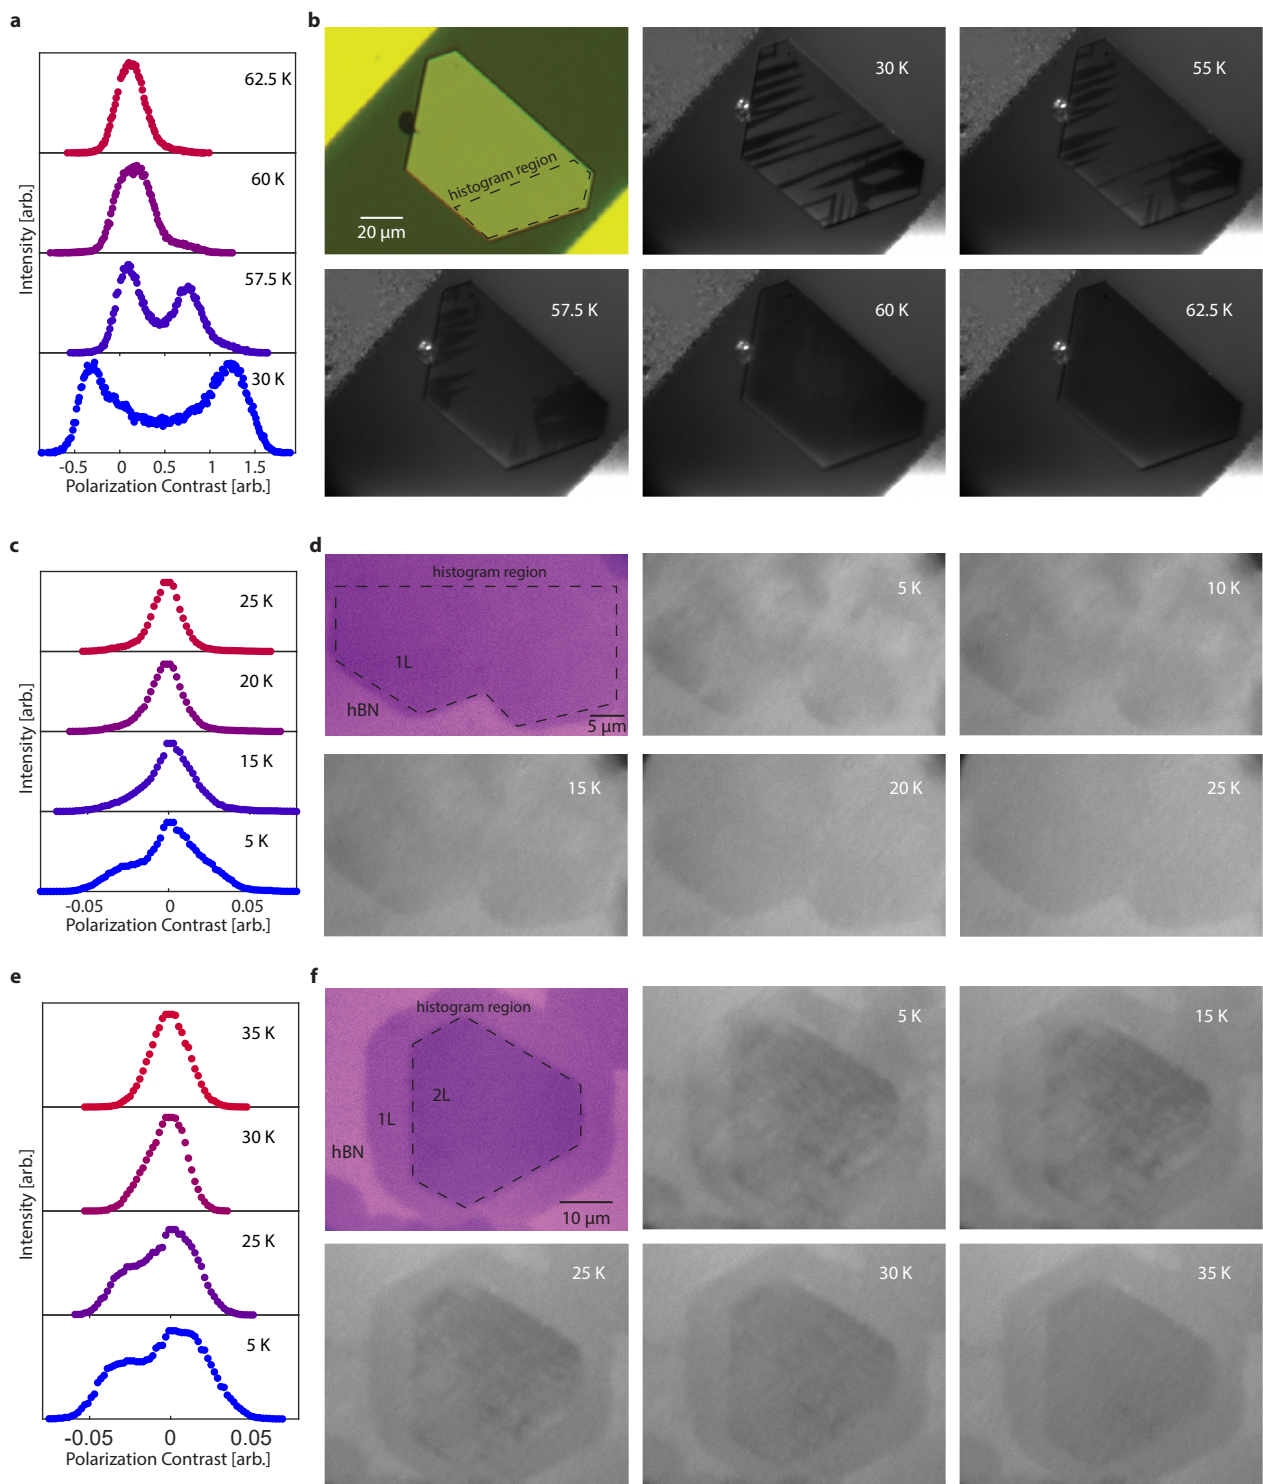 a
62.5 K
60 K
57.5 K
30 K
Intensity [arb.]
-0.5 0 0.5 1 1.5
Polarization Contrast [arb.]
b
histogram region
20 µm
30 K
55 K
57.5 K
60 K
62.5 K
c
25 K
20 K
15 K
5 K
Intensity [arb.]
-0.05 0 0.05
Polarization Contrast [arb.]
d
histogram region
1L
hBN
5 µm
5 K
10 K
15 K
20 K
25 K
e
35 K
30 K
25 K
5 K
Intensity [arb.]
-0.05 0 0.05
Polarization Contrast [arb.]
f
histogram region
2L
1L
hBN
10 µm
5 K
15 K
25 K
30 K
35 K